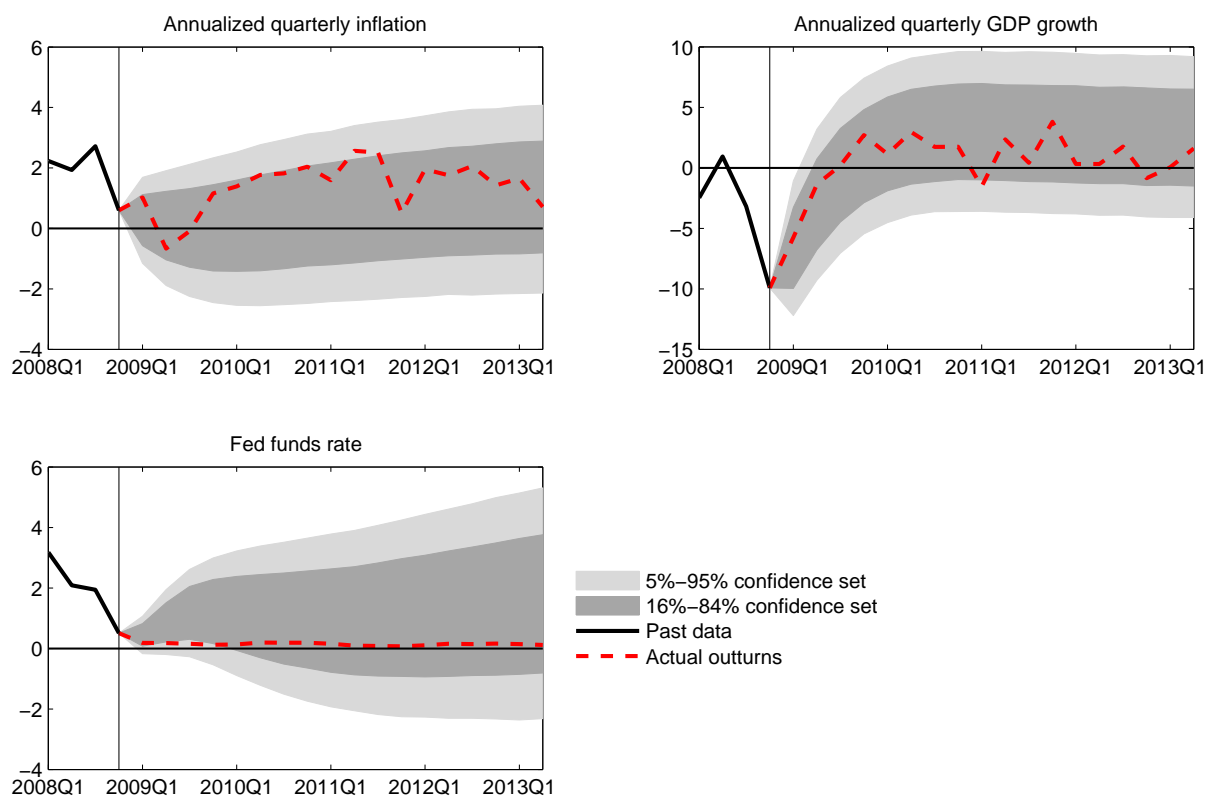 Annualized quarterly inflation
6
4
2
0
−2
−4
2008Q1 2009Q1 2010Q1 2011Q1 2012Q1 2013Q1
Annualized quarterly GDP growth
10
5
0
−5
−10
−15
2008Q1 2009Q1 2010Q1 2011Q1 2012Q1 2013Q1
Fed funds rate
6
4
2
0
−2
−4
2008Q1 2009Q1 2010Q1 2011Q1 2012Q1 2013Q1
5%−95% confidence set
16%−84% confidence set
Past data
Actual outturns